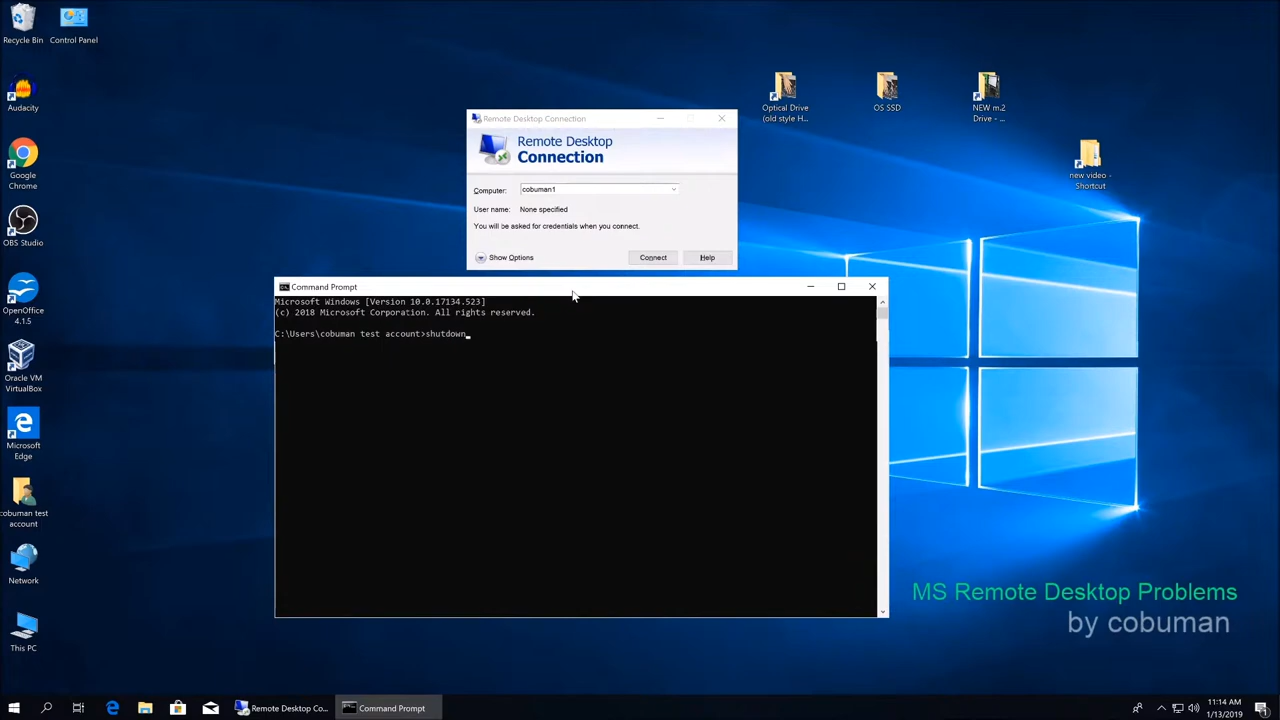 Recycle Bin
Control Panel
Audacity
Google
Chrome
OBS Studio
OpenOffice
4.1.5
Oracle VM
VirtualBox
Microsoft
Edge
cobuman test
account
Network
This PC
Optical Drive
(old style H...
OS SSD
NEW m.2
Drive - ...
new video -
Shortcut
Remote Desktop Connection
Remote Desktop
Connection
Computer: cobuman1
User name: None specified
You will be asked for credentials when you connect.
Show Options
Connect
Help
Command Prompt
Microsoft Windows [Version 10.0.17134.523]
(c) 2018 Microsoft Corporation. All rights reserved.
C:\Users\cobuman test account>shutdown_
MS Remote Desktop Problems
by cobuman
Remote Desktop Co...
Command Prompt
11:14 AM
1/13/2019
1